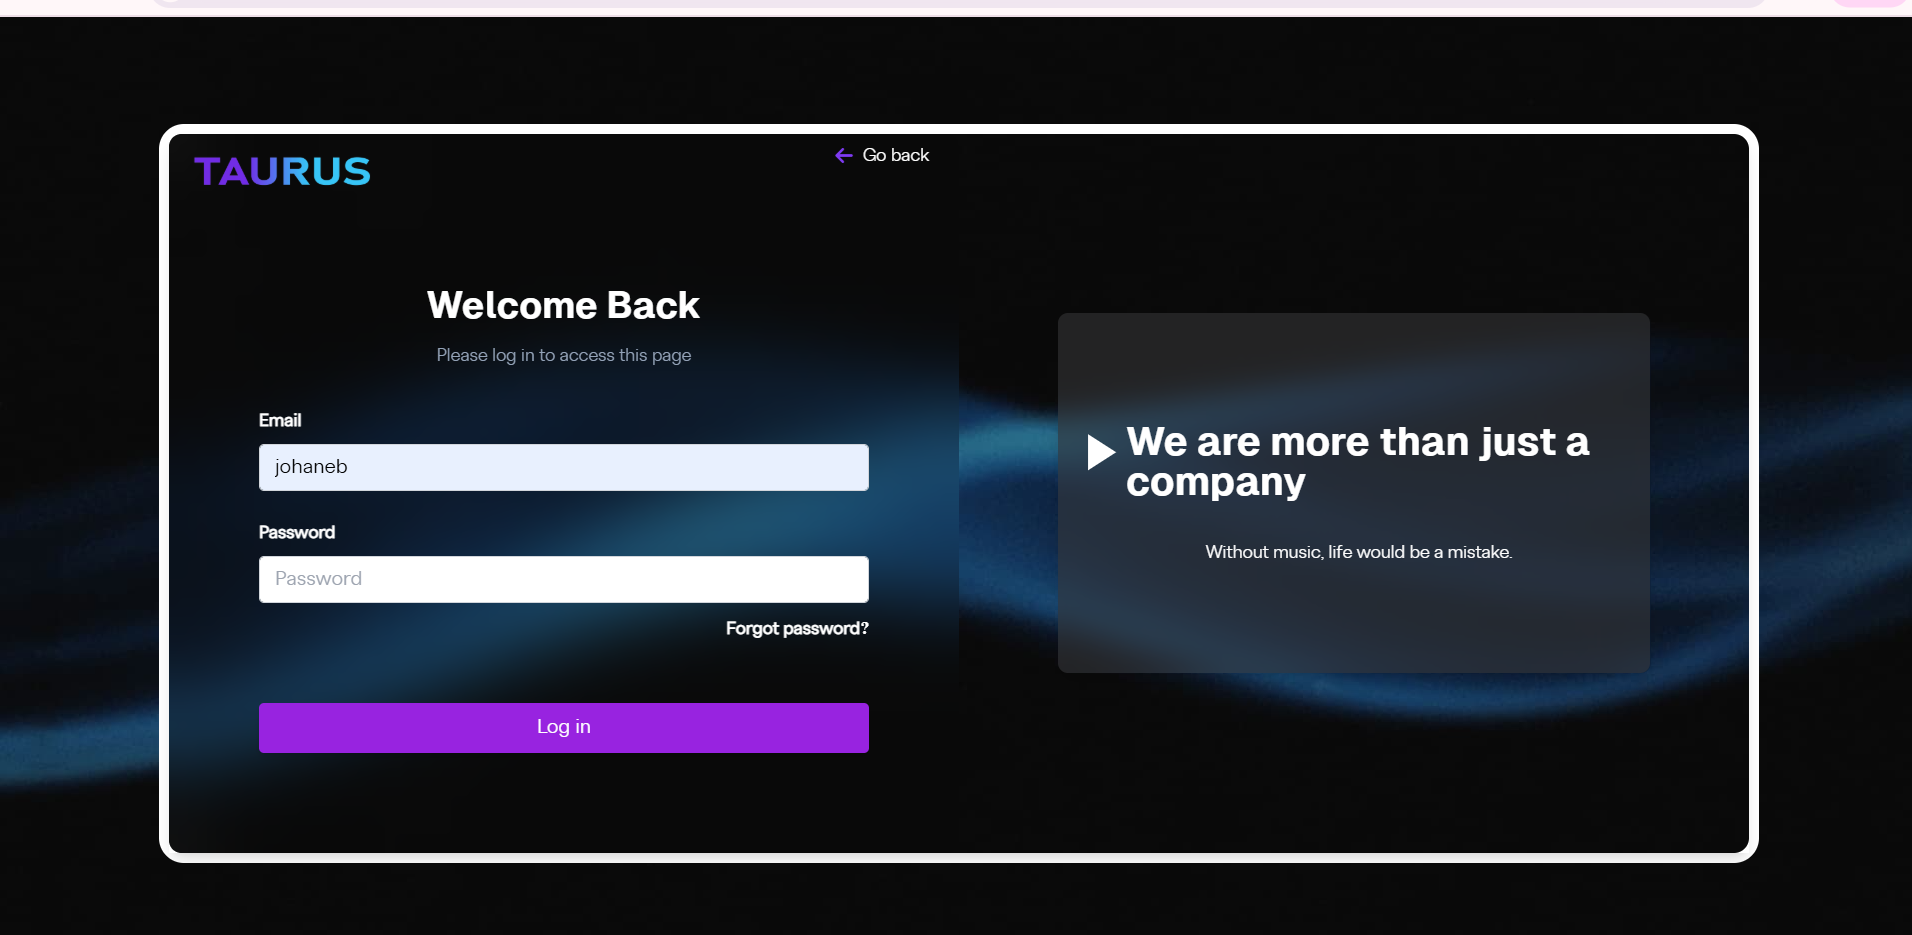 TAURUS
Go back
Welcome Back
Please log in to access this page
Email
johaneb
Password
Password
Forgot password?
Log in
We are more than just a
company
Without music, life would be a mistake.